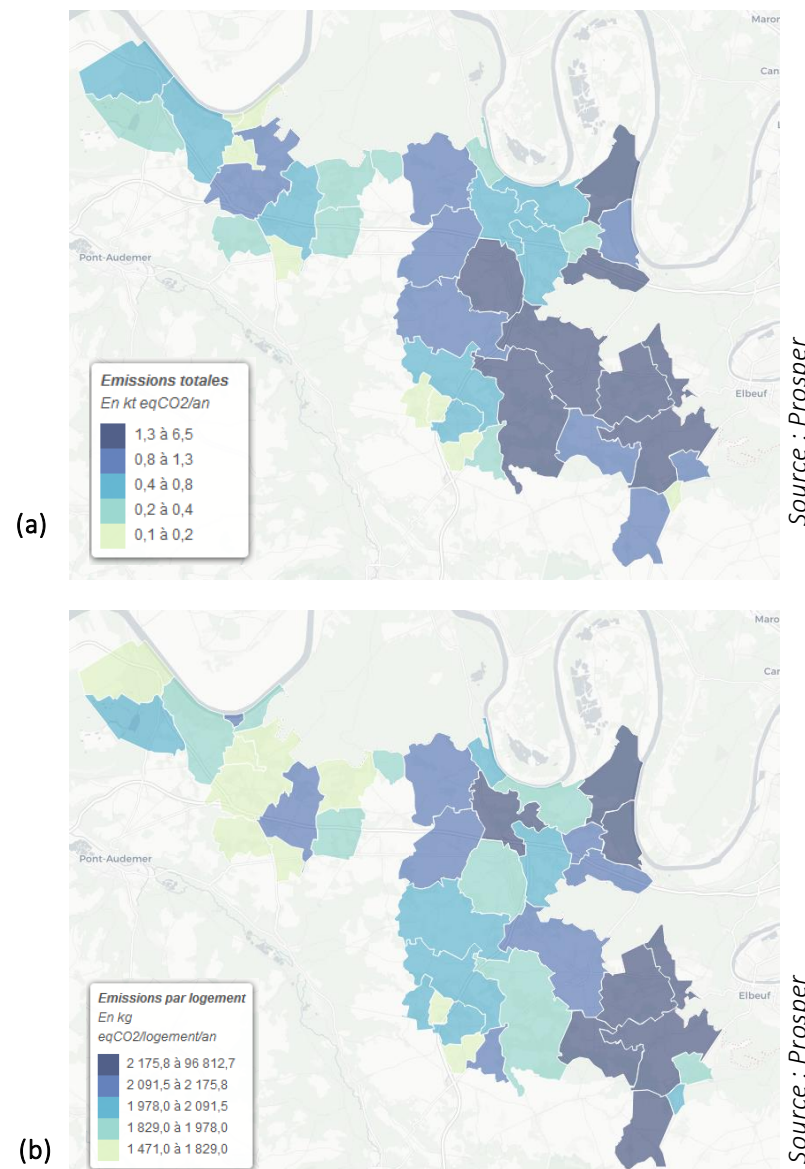 Maron
Can
Pont-Audemer
Elbeuf
Emissions totales
En kt eqCO2/an
1,3 à 6,5
0,8 à 1,3
0,4 à 0,8
0,2 à 0,4
0,1 à 0,2
(a)
Source : Prosper
Maro
Car
Pont-Audemer
Elbeuf
Emissions par logement
En kg
eqCO2/logement/an
2 175,8 à 96 812,7
2 091,5 à 2 175,8
1 978,0 à 2 091,5
1 829,0 à 1 978,0
1 471,0 à 1 829,0
(b)
Source : Prosper